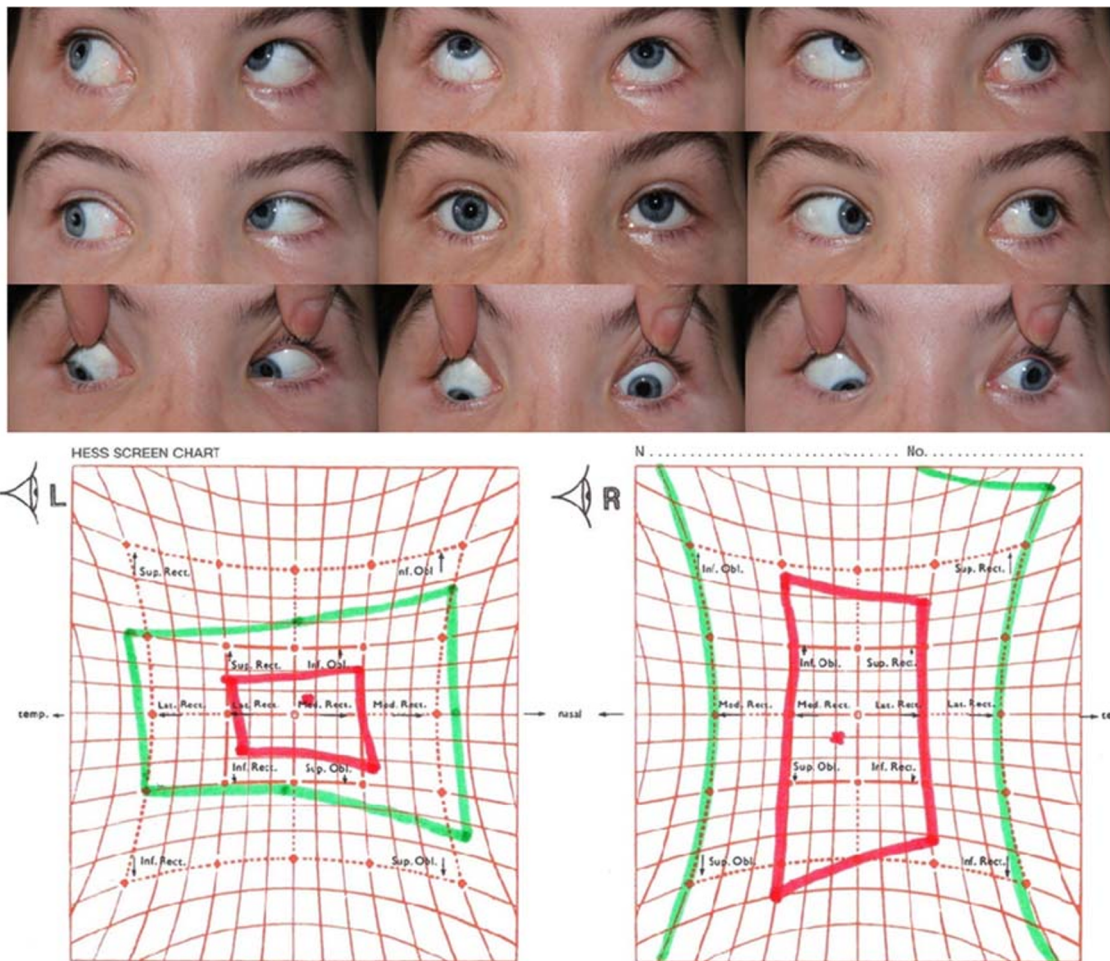 HESS SCREEN CHART
N No.
L
R
Sup. Rect. nf. Obl
Inf. Obl. Sup. Rect.
Sup. Rect. Inf. Obl.
Inf. Obl. Sup. Rect.
temp. Lat. Rect. Lat. Rect. Med. Rect. Med. Rect. nasal
Med. Rect. Med. Rect. Lat. Rect. Lat. Rect. te
Inf. Rect. Sup. Obl.
Sup. Obl. Inf. Rect.
Inf. Rect. Sup. Obl.
Sup. Obl. Inf. Rect.